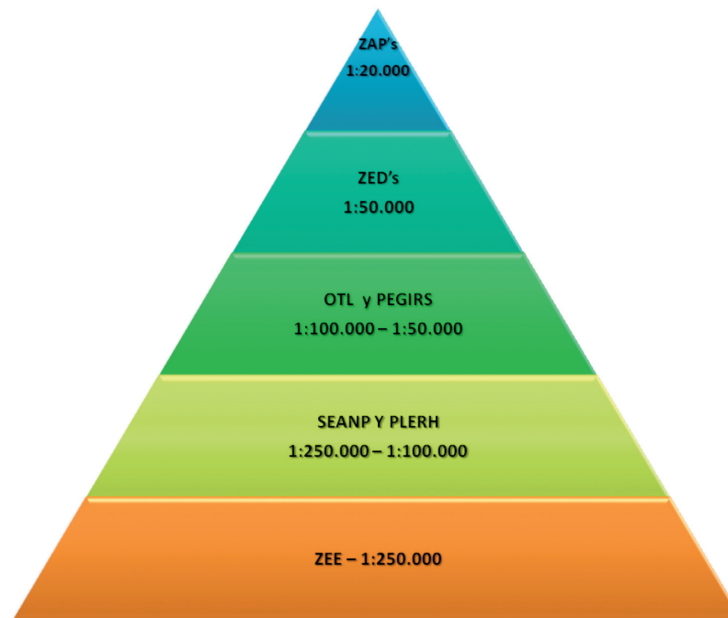 ZAP's
1:20.000
ZED's
1:50.000
OTL y PEGIRS
1:100.000 – 1:50.000
SEANP Y PLERH
1:250.000 – 1:100.000
ZEE – 1:250.000